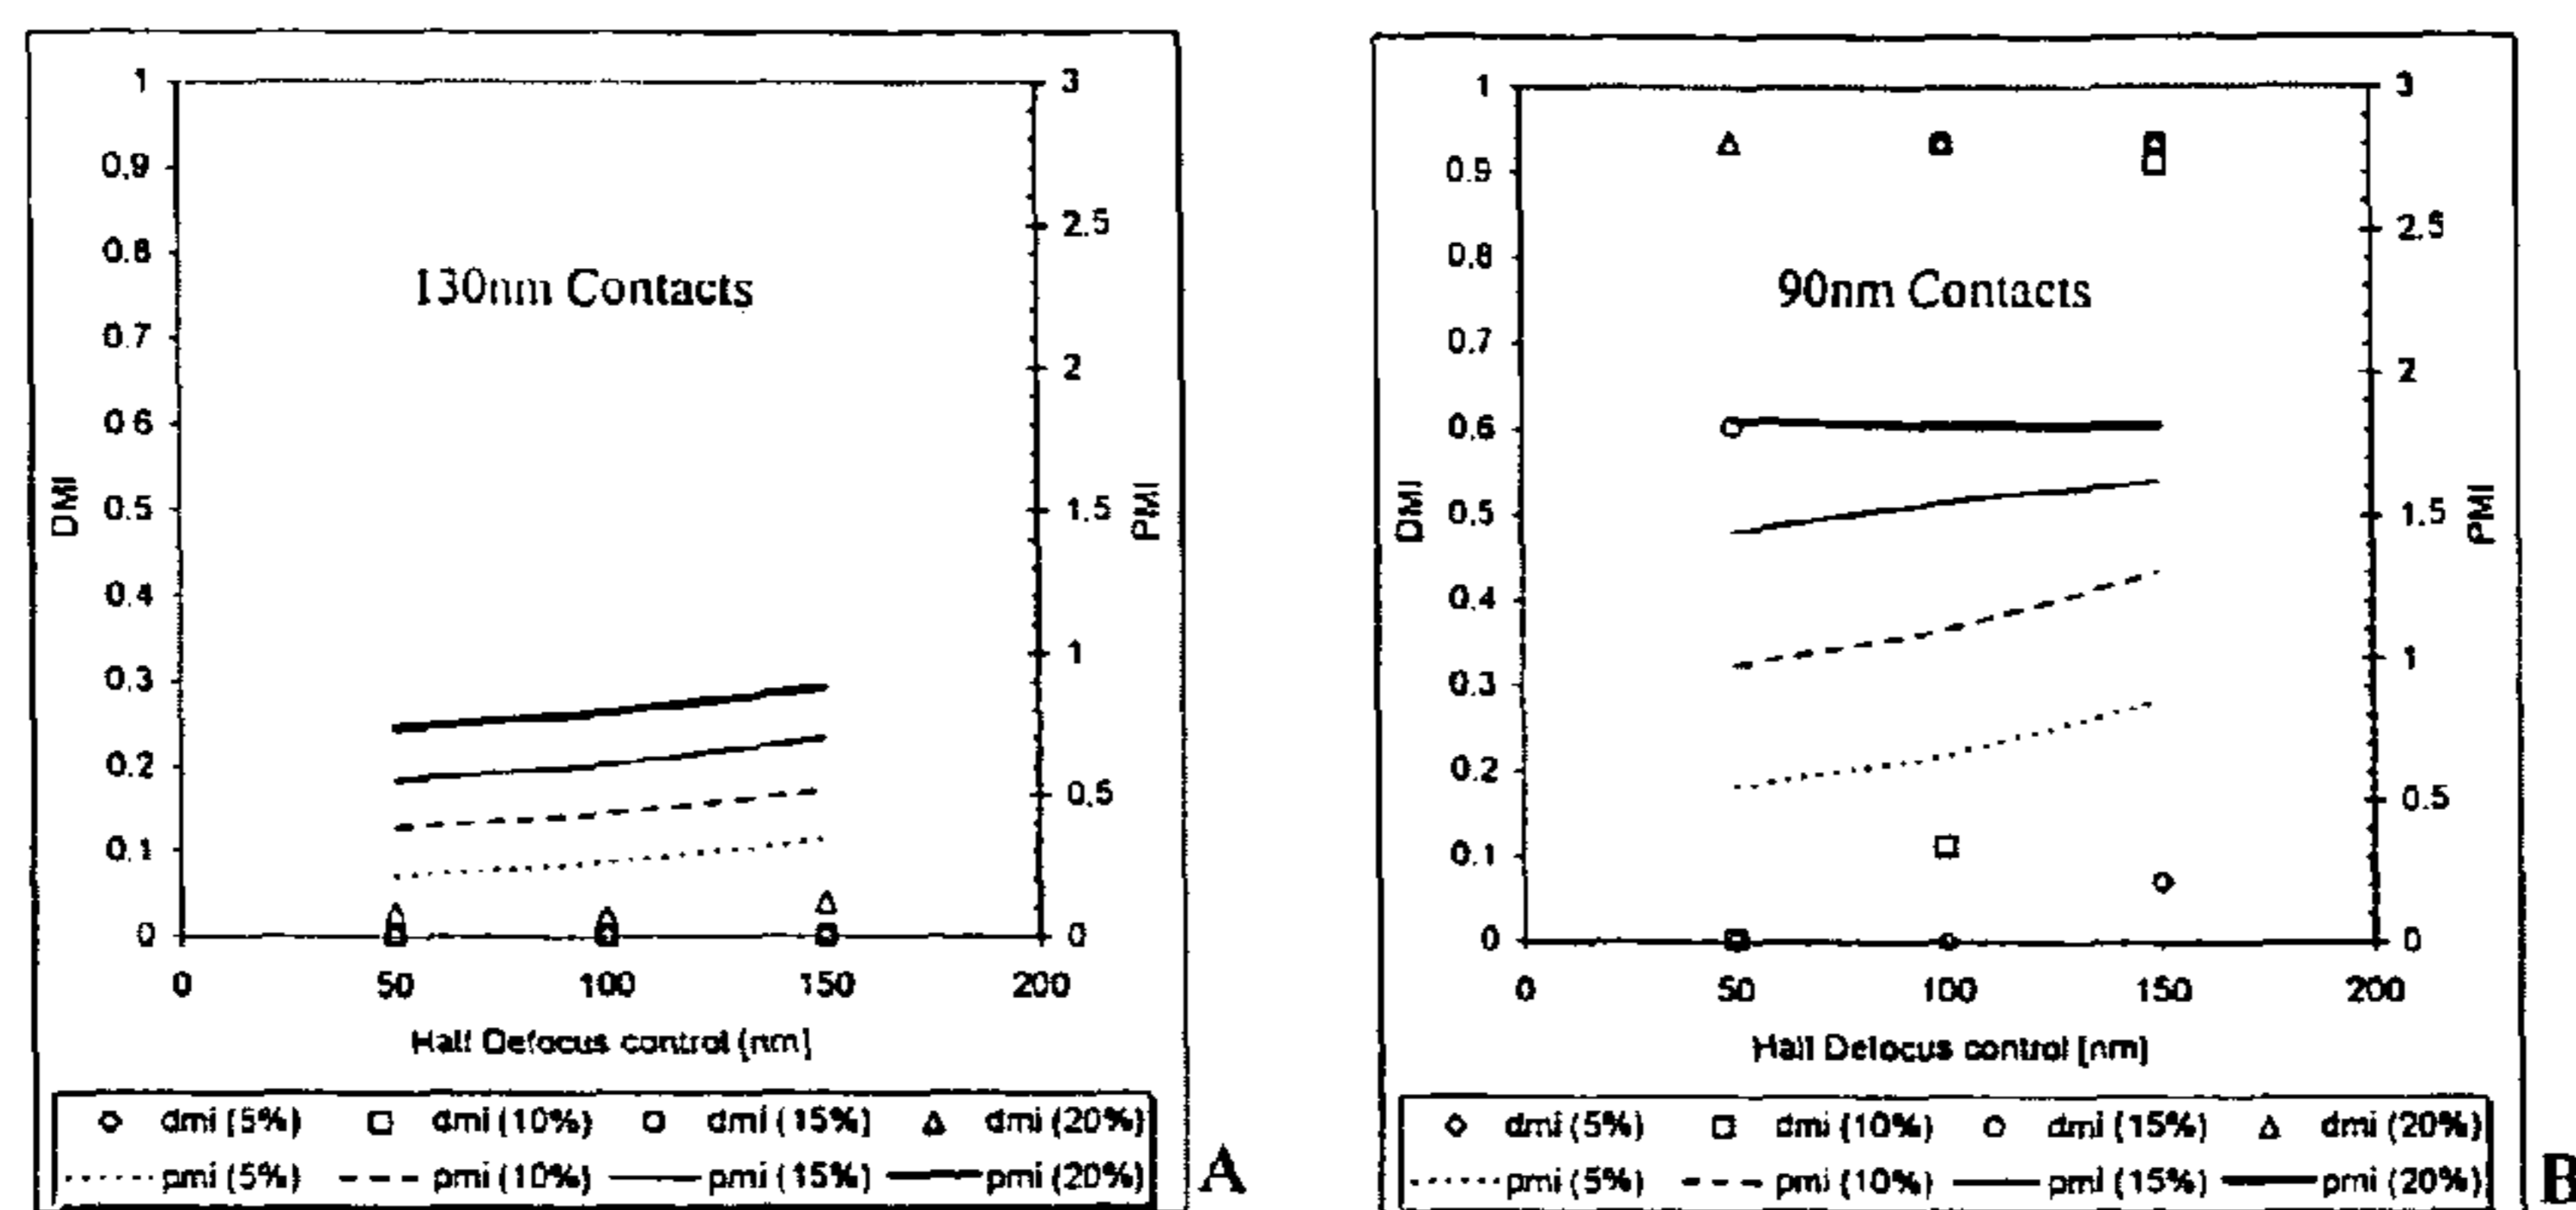 1 3
0.9
2.5
0.8
130nm Contacts
0.7
2
0.6
DMI
0.5 1.5
PMI
0.4
1
0.3
0.2
0.5
0.1
0 0
0 50 100 150 200
Half Defocus control [nm]
dmi (5%) dmi (10%) dmi (15%) dmi (20%)
pmi (5%) pmi (10%) pmi (15%) pmi (20%)
A
1 3
0.9
2.5
0.8
90nm Contacts
0.7
2
0.6
DMI
0.5 1.5
PMI
0.4
1
0.3
0.2
0.5
0.1
0 0
0 50 100 150 200
Half Defocus control [nm]
dmi (5%) dmi (10%) dmi (15%) dmi (20%)
pmi (5%) pmi (10%) pmi (15%) pmi (20%)
B